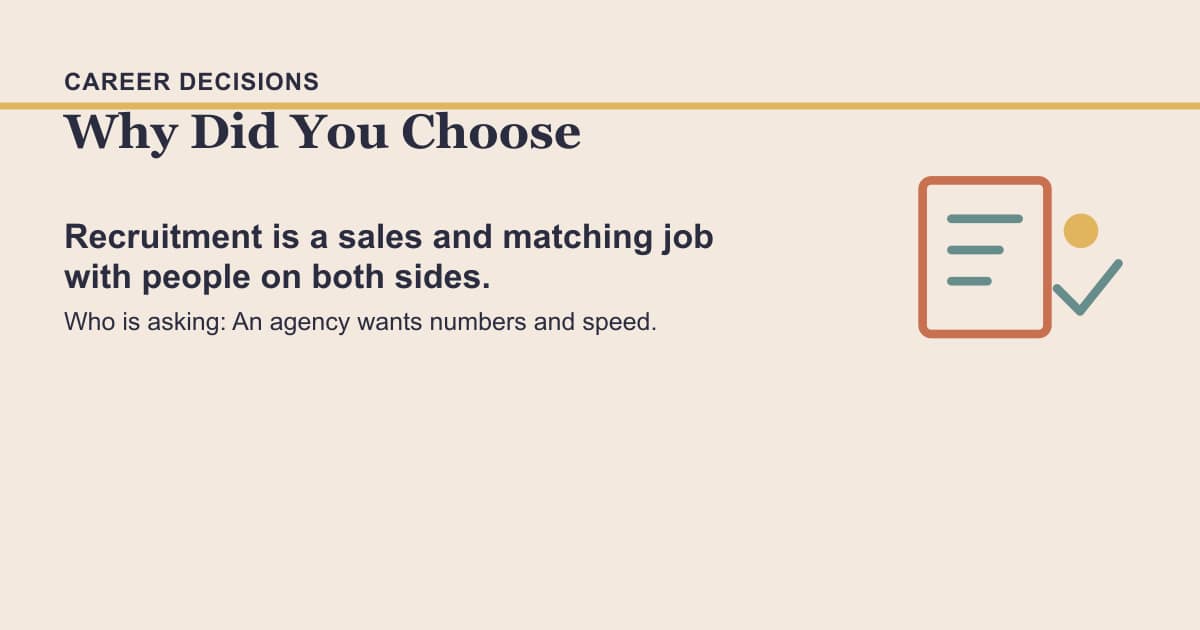 CAREER DECISIONS
Why Did You Choose
Recruitment is a sales and matching job
with people on both sides.
Who is asking: An agency wants numbers and speed.